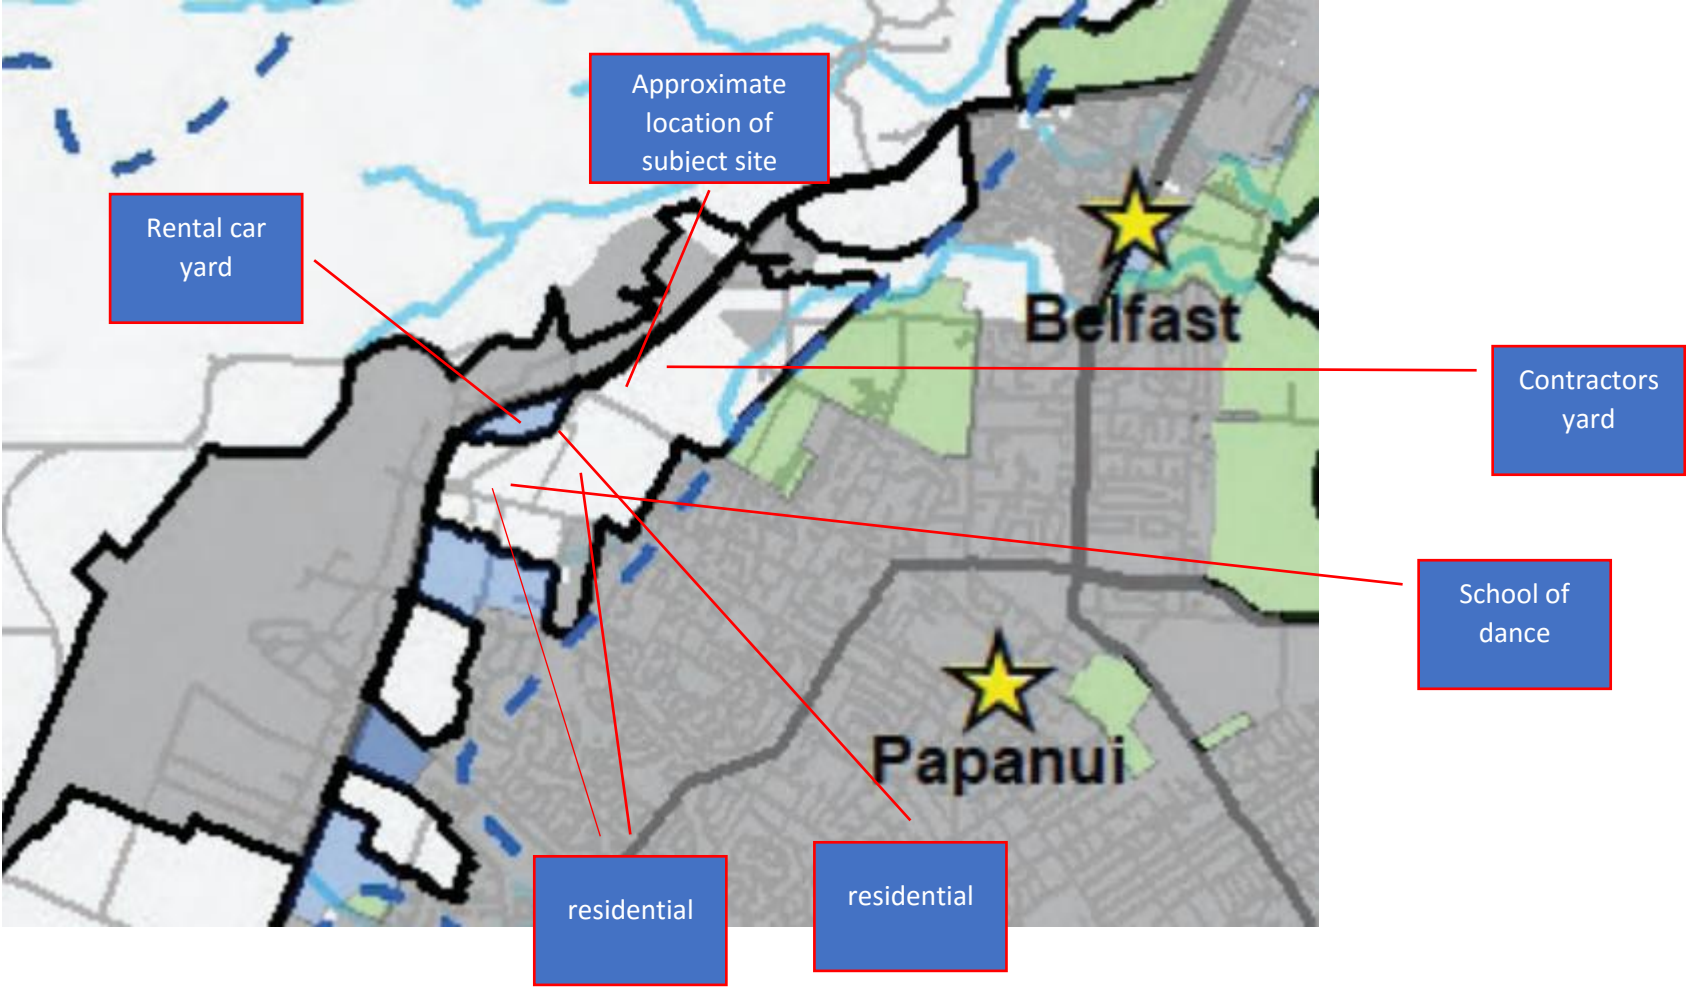 Approximate
location of
subject site
Rental car
yard
Belfast
Contractors
yard
School of
dance
Papanui
residential
residential